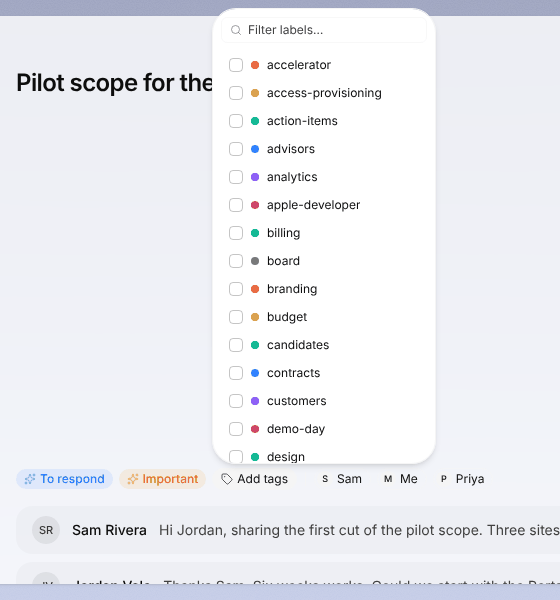 Filter labels...
Pilot scope for the
accelerator
access-provisioning
action-items
advisors
analytics
apple-developer
billing
board
branding
budget
candidates
contracts
customers
demo-day
design
To respond Important Add tags S Sam M Me P Priya
SR Sam Rivera Hi Jordan, sharing the first cut of the pilot scope. Three sites